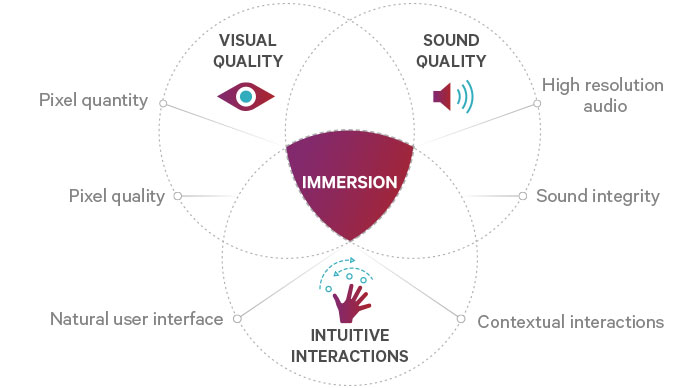 VISUAL
QUALITY
SOUND
QUALITY
Pixel quantity
High resolution
audio
Pixel quality
IMMERSION
Sound integrity
Natural user interface
Contextual interactions
INTUITIVE
INTERACTIONS